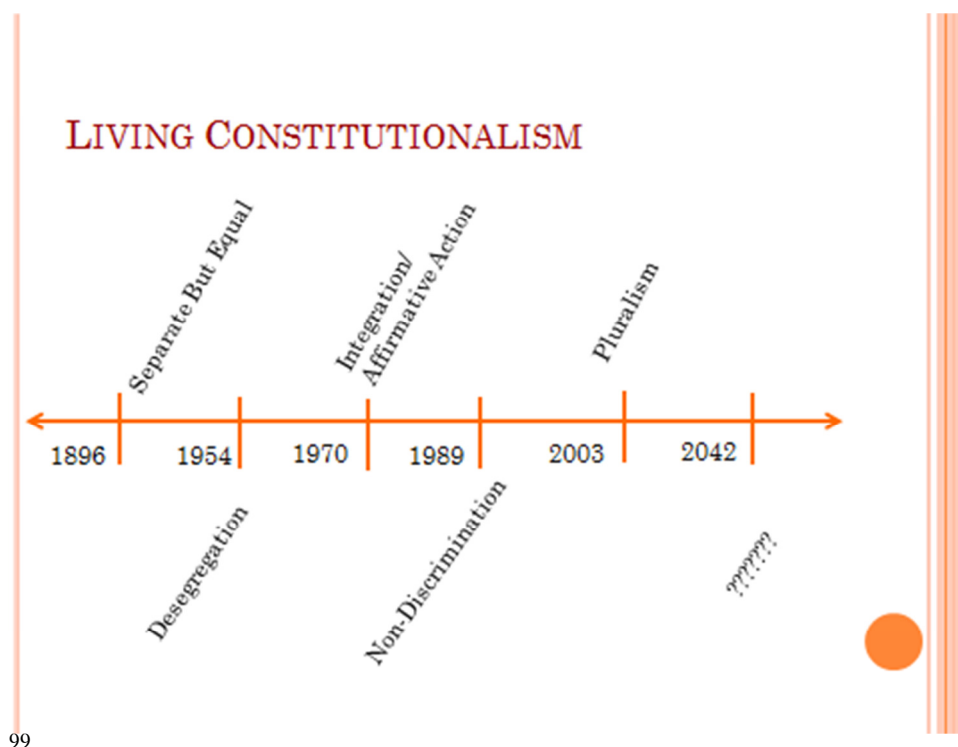 LIVING CONSTITUTIONALISM
Separate But Equal
Integration/
Affirmative Action
Pluralism
1896
1954
1970
1989
2003
2042
Desegregation
Non-Discrimination
???????
99